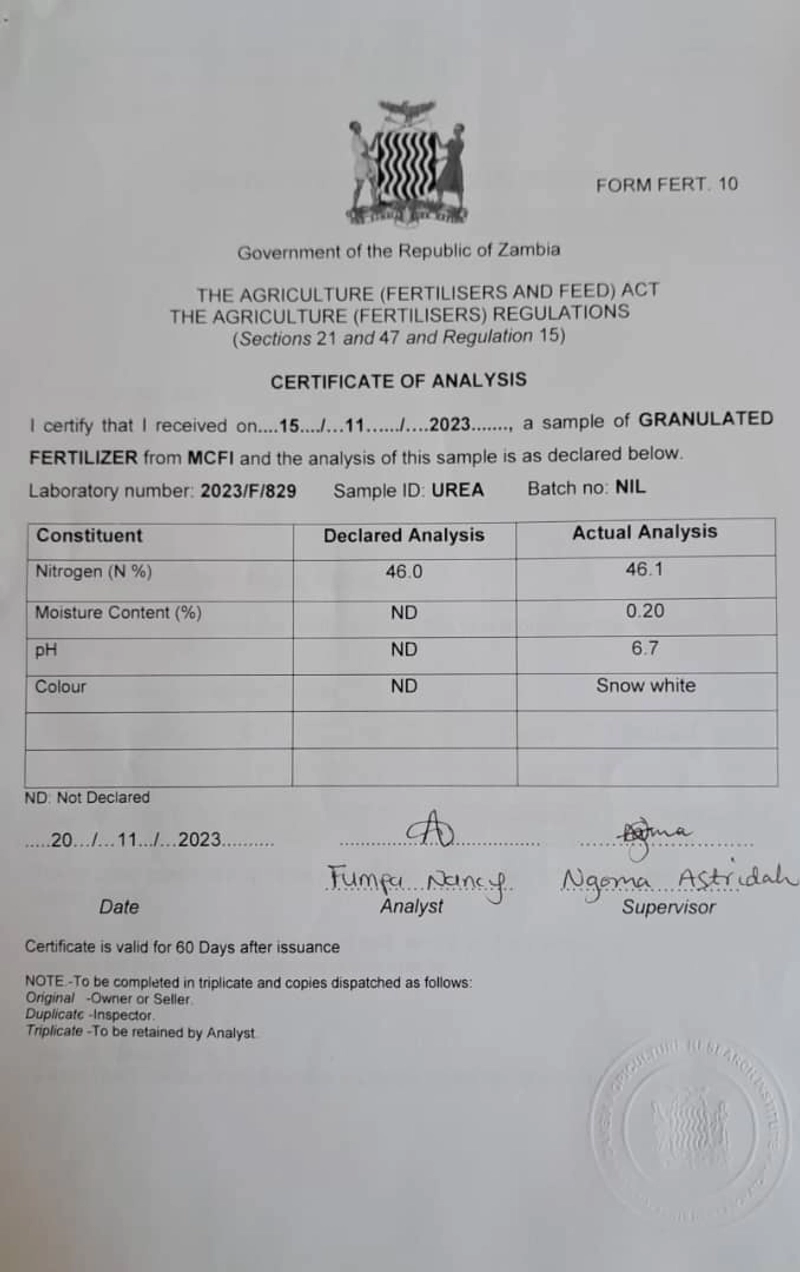 FORM FERT. 10
Government of the Republic of Zambia
THE AGRICULTURE (FERTILISERS AND FEED) ACT
THE AGRICULTURE (FERTILISERS) REGULATIONS
(Sections 21 and 47 and Regulation 15)
CERTIFICATE OF ANALYSIS
I certify that I received on....15..../...11....../....2023......., a sample of GRANULATED
FERTILIZER from MCFI and the analysis of this sample is as declared below.
Laboratory number: 2023/F/829 Sample ID: UREA Batch no: NIL
Constituent Declared Analysis Actual Analysis
Nitrogen (N %) 46.0 46.1
Moisture Content (%) ND 0.20
pH ND 6.7
Colour ND Snow white
ND: Not Declared
.....20.../...11.../...2023..........
Fumpa Nancy Ngoma Astridah
Date Analyst Supervisor
Certificate is valid for 60 Days after issuance
NOTE.-To be completed in triplicate and copies dispatched as follows:
Original -Owner or Seller.
Duplicate -Inspector.
Triplicate -To be retained by Analyst.
AGRICULTURE RESEARCH INSTITUTE